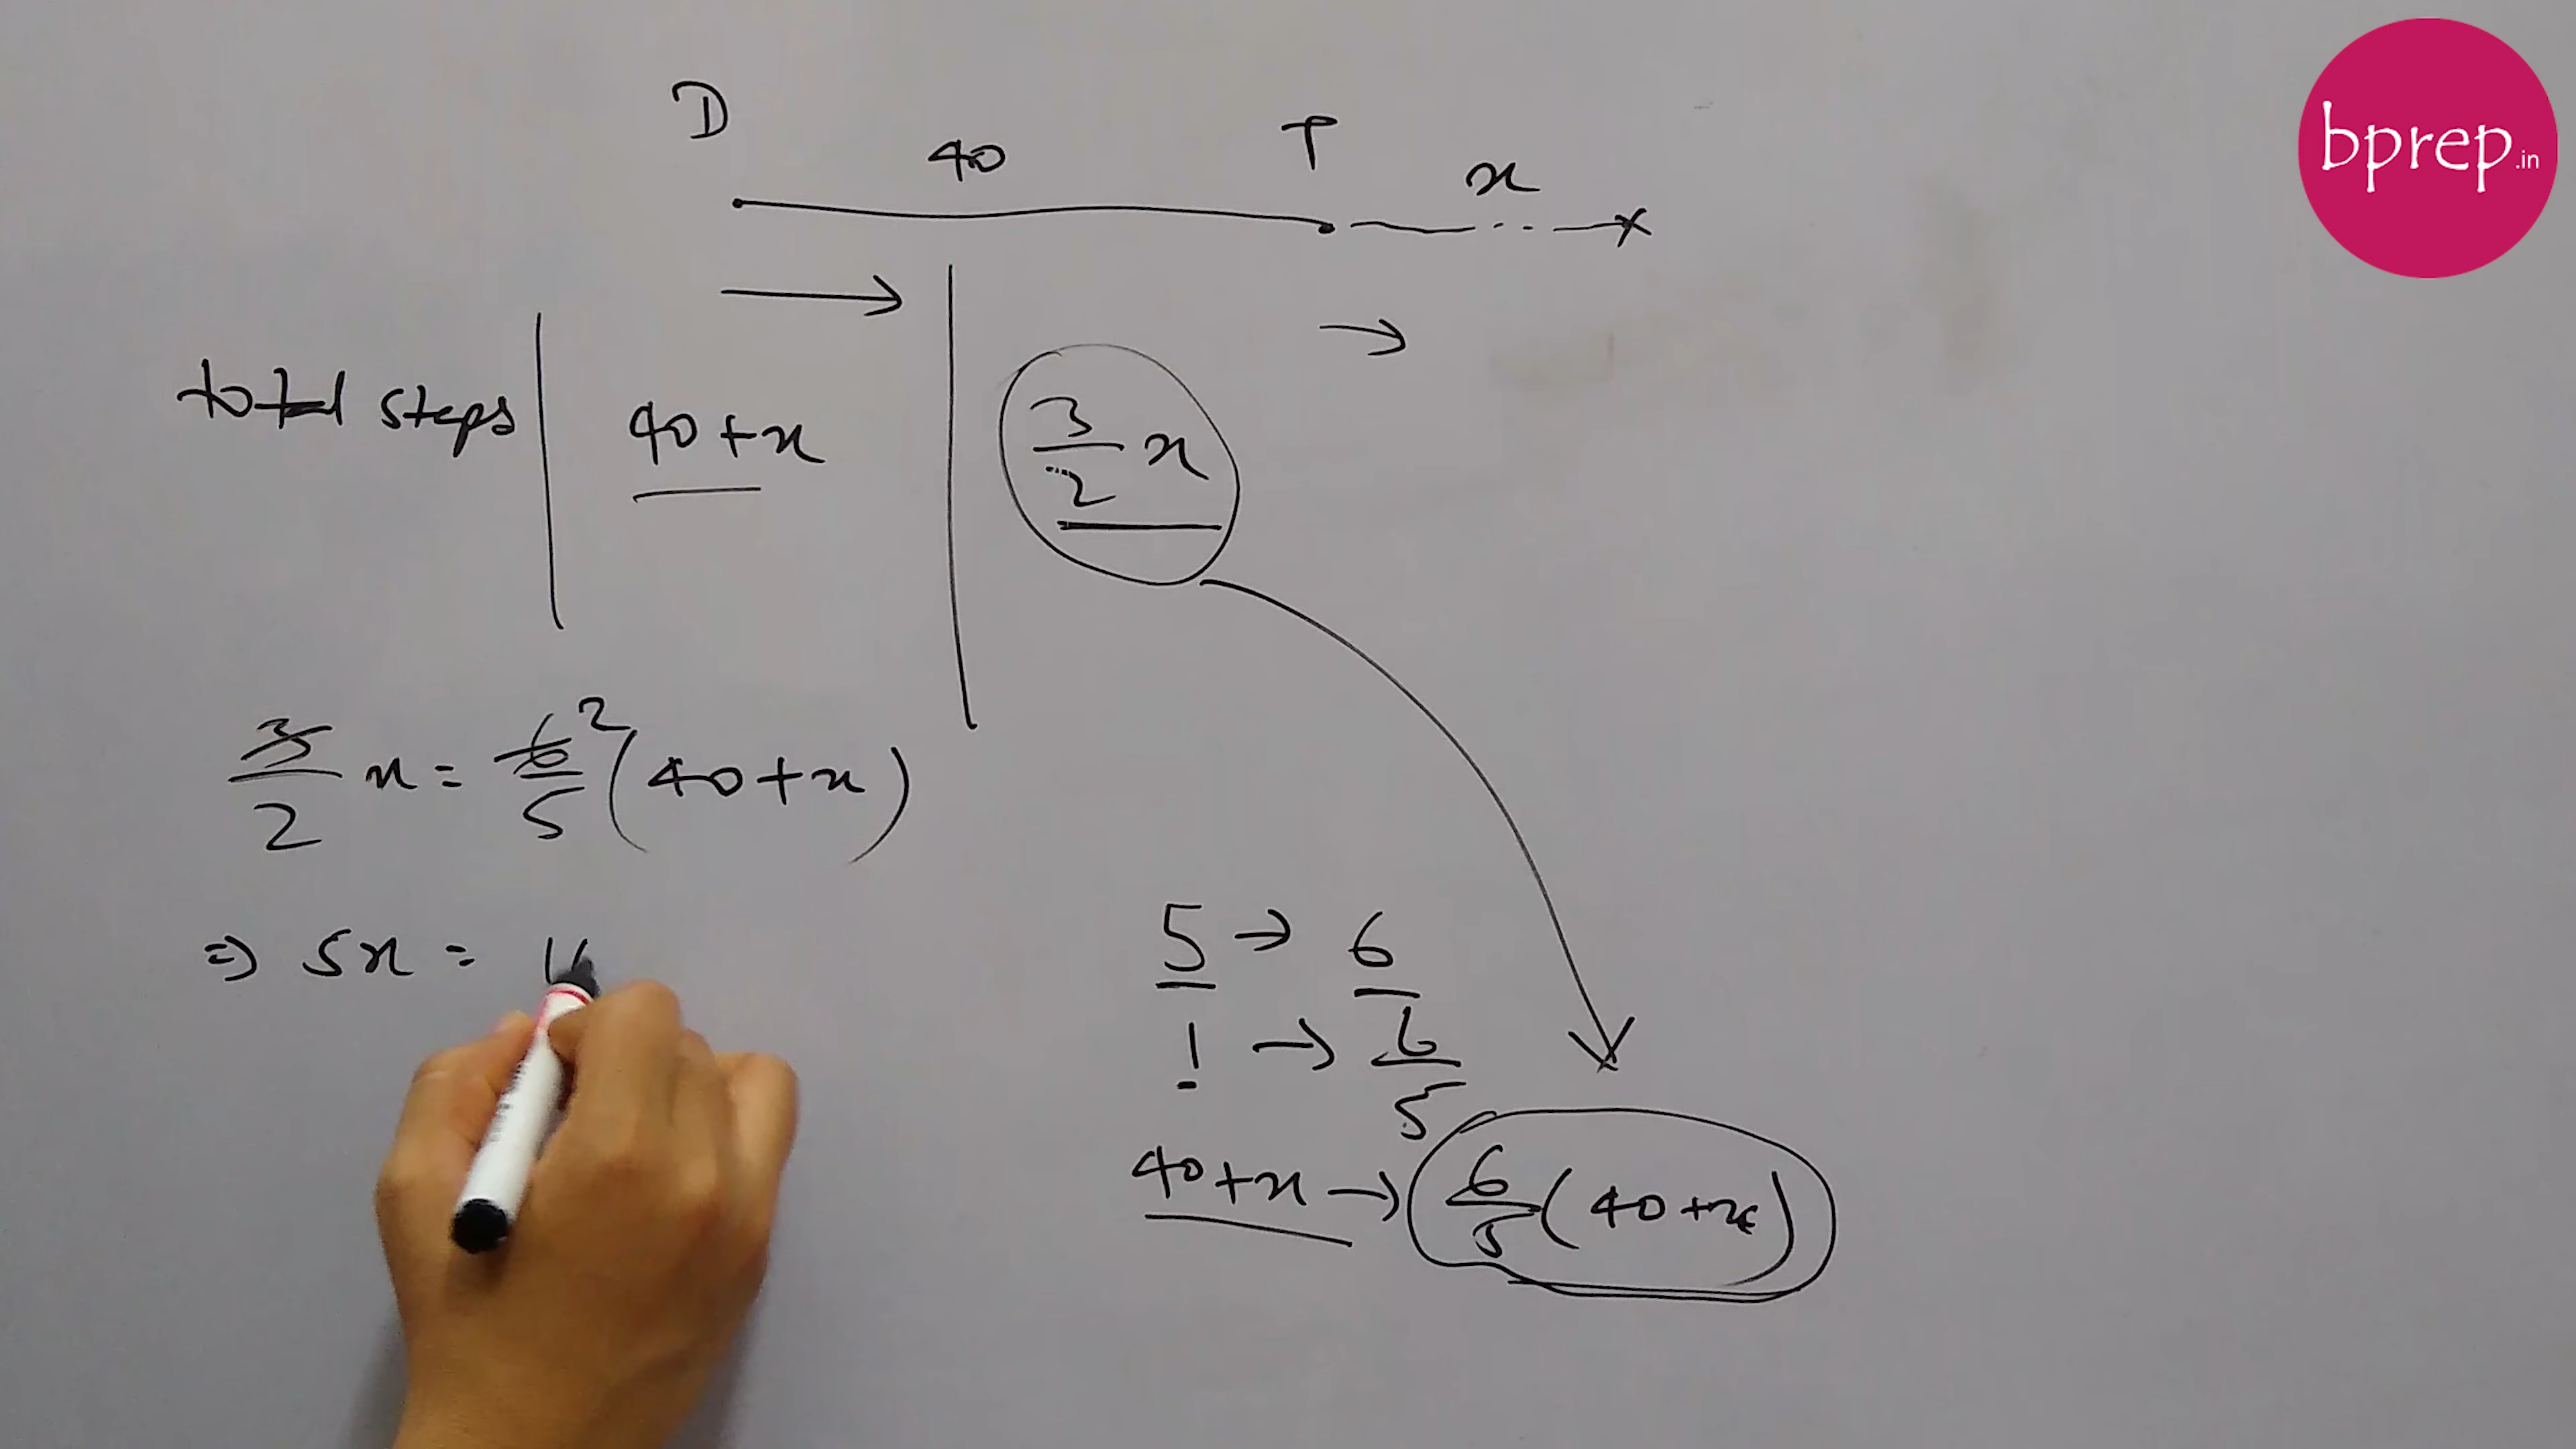 D 40 T x
bprep.in
total steps 40+x 3/2 x
3/2 x = 6/5 2 (40+x)
5 → 6
⇒ 5x =
1 → 6/5
40+x → 6/5 (40+x)